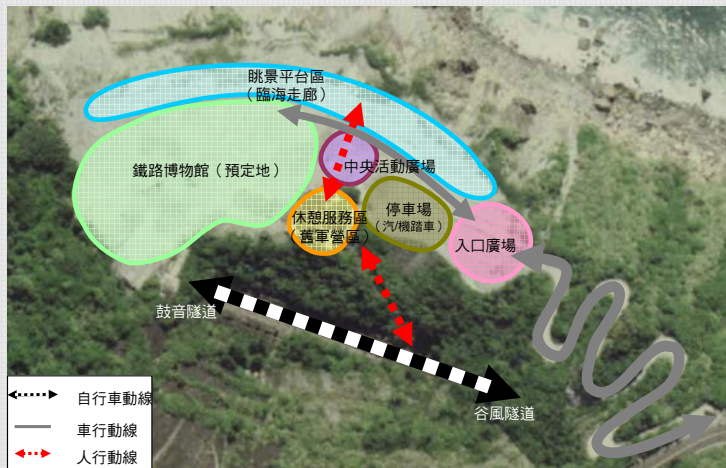 眺景平台區
（臨海走廊）
鐵路博物館（預定地）
中央活動廣場
休憩服務區
（舊軍營區）
停車場
（汽/機踏車）
入口廣場
鼓音隧道
谷風隧道
自行車動線
車行動線
人行動線